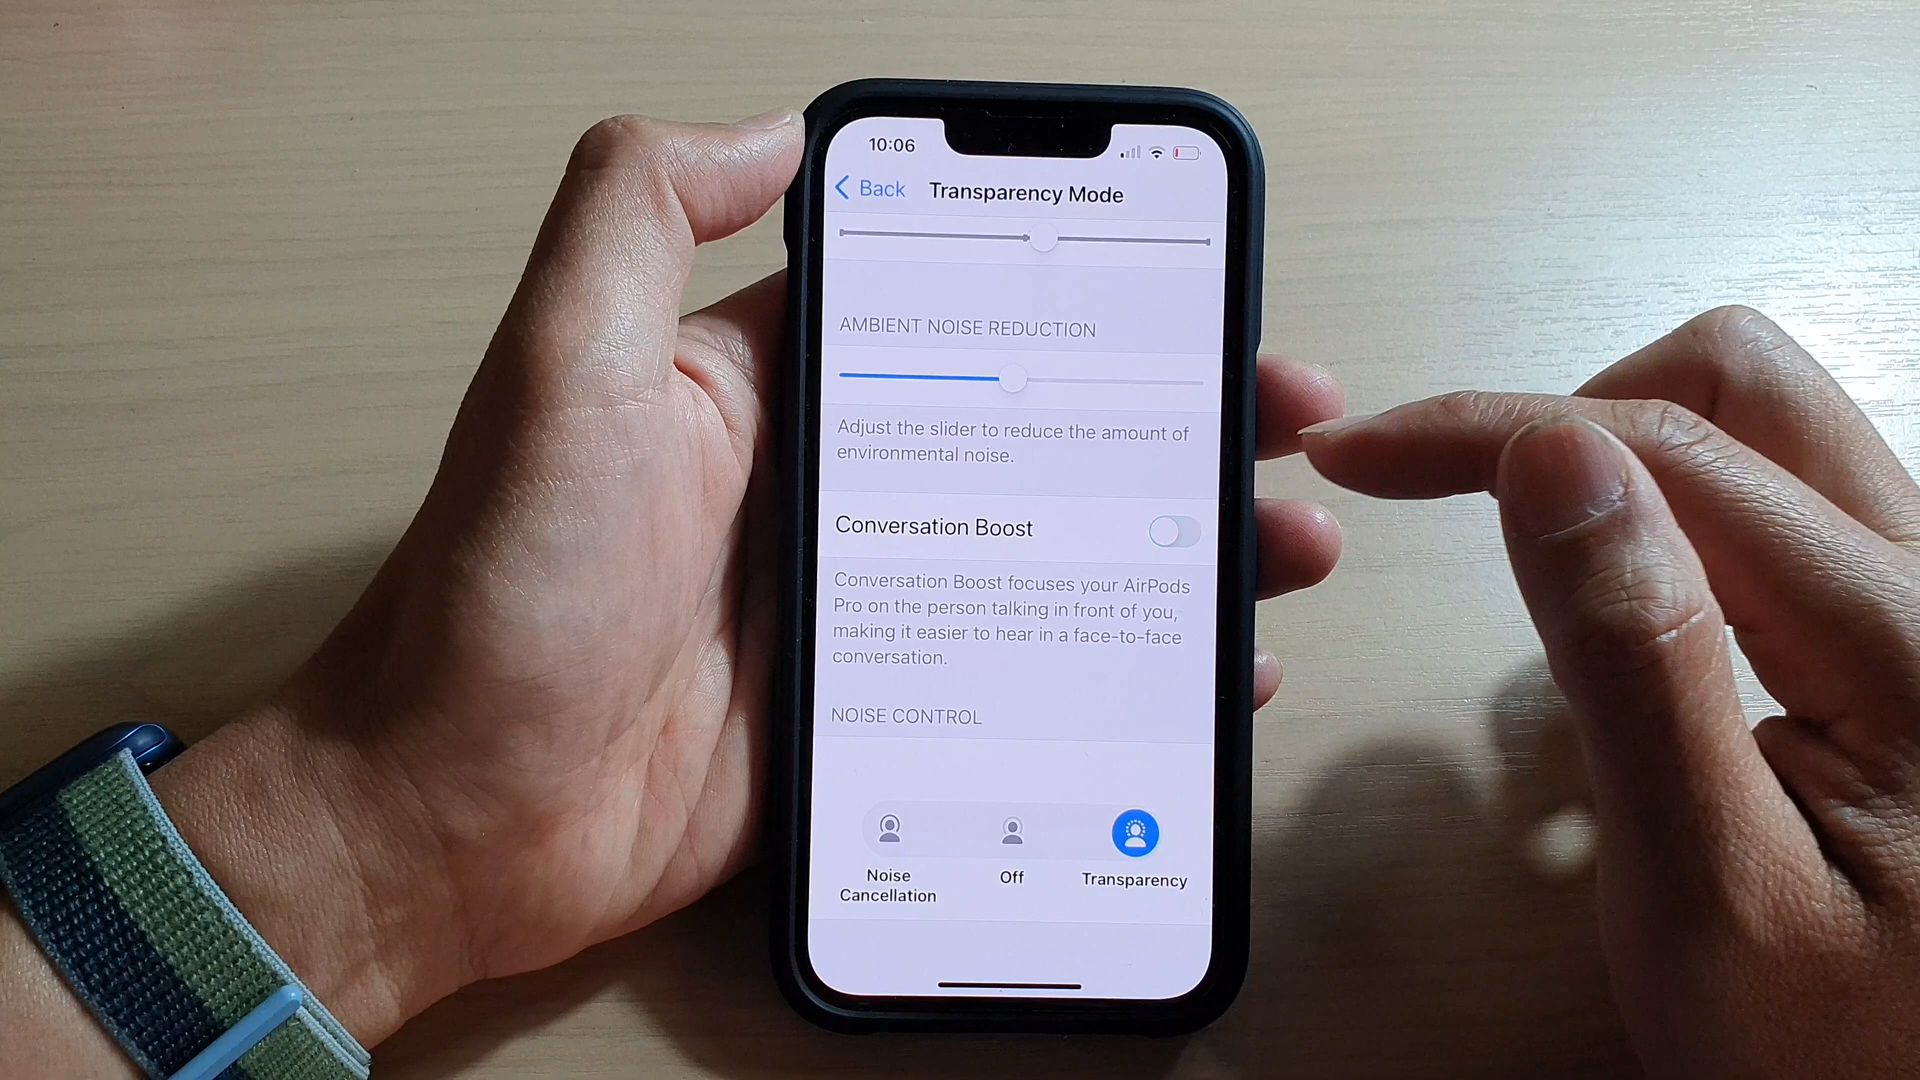 10:06
Back Transparency Mode
AMBIENT NOISE REDUCTION
Adjust the slider to reduce the amount of
environmental noise.
Conversation Boost
Conversation Boost focuses your AirPods
Pro on the person talking in front of you,
making it easier to hear in a face-to-face
conversation.
NOISE CONTROL
Noise
Cancellation
Off
Transparency